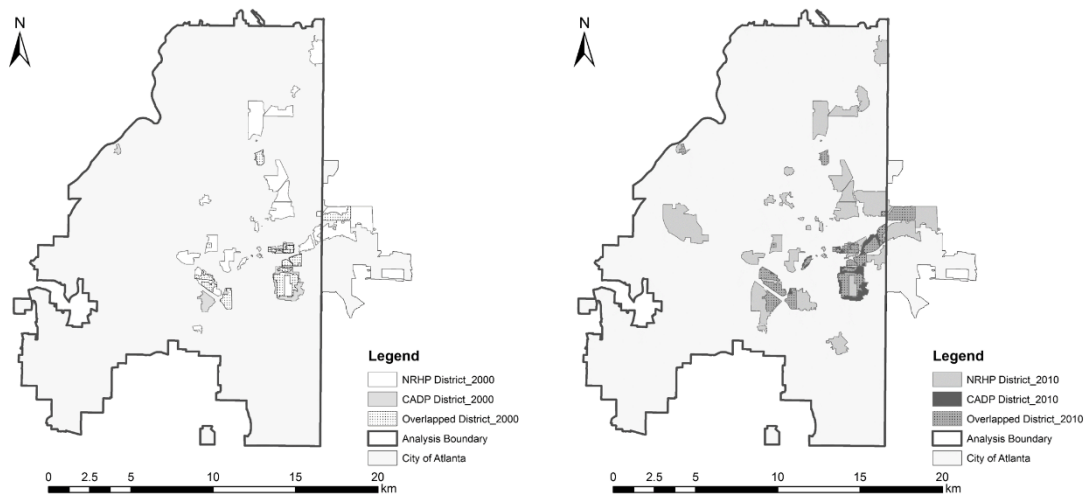 N
Legend
NRHP District_2000
CADP District_2000
Overlapped District_2000
Analysis Boundary
City of Atlanta
0 2.5 5 10 15 20
km
N
Legend
NRHP District_2010
CADP District_2010
Overlapped District_2010
Analysis Boundary
City of Atlanta
0 2.5 5 10 15 20
km